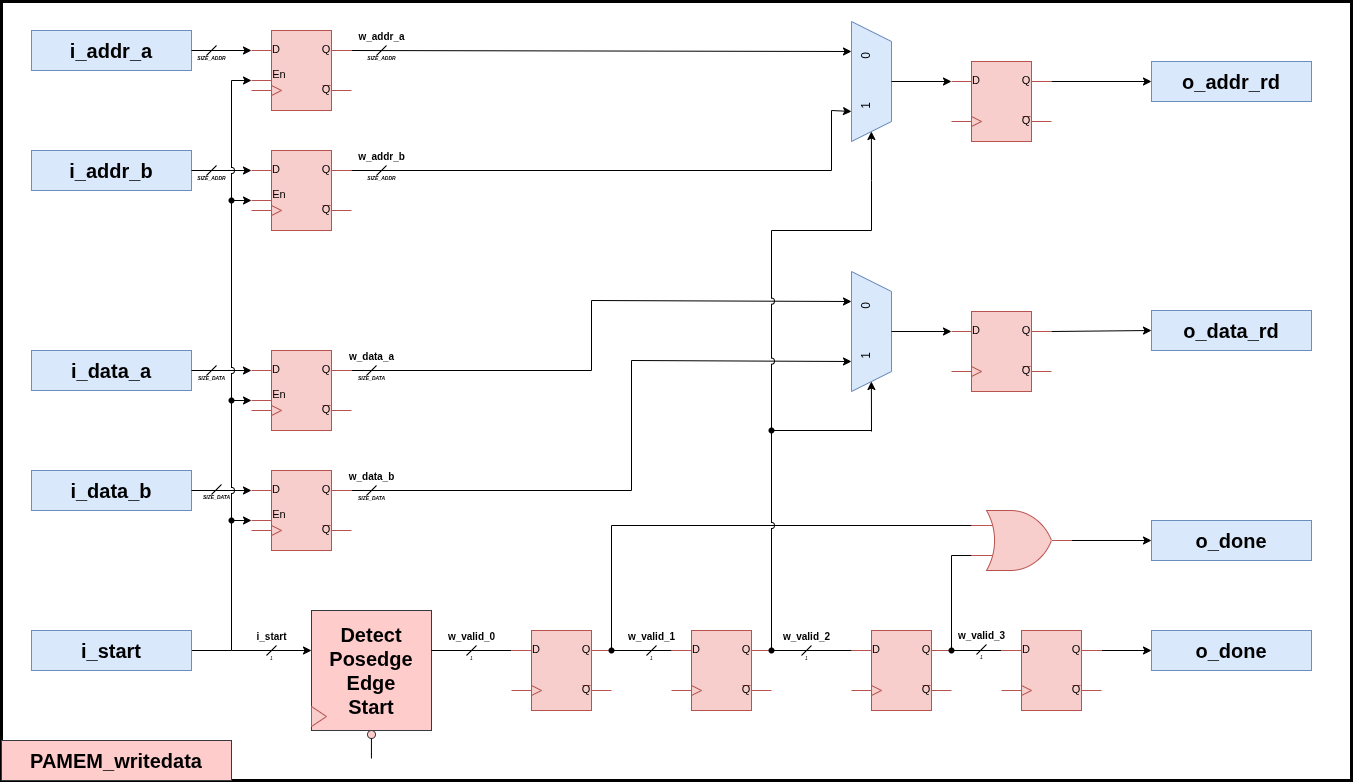 i_addr_a
SIZE_ADDR
D
Q
En
Q
w_addr_a
SIZE_ADDR
0
1
D
Q
Q
o_addr_rd
i_addr_b
SIZE_ADDR
D
Q
En
Q
w_addr_b
SIZE_ADDR
0
1
D
Q
Q
o_data_rd
i_data_a
SIZE_DATA
D
Q
En
Q
w_data_a
SIZE_DATA
i_data_b
SIZE_DATA
D
Q
En
Q
w_data_b
SIZE_DATA
o_done
i_start
i_start
1
Detect
Posedge
Edge
Start
w_valid_0
1
D
Q
Q
w_valid_1
1
D
Q
Q
w_valid_2
1
D
Q
Q
w_valid_3
1
D
Q
Q
o_done
PAMEM_writedata